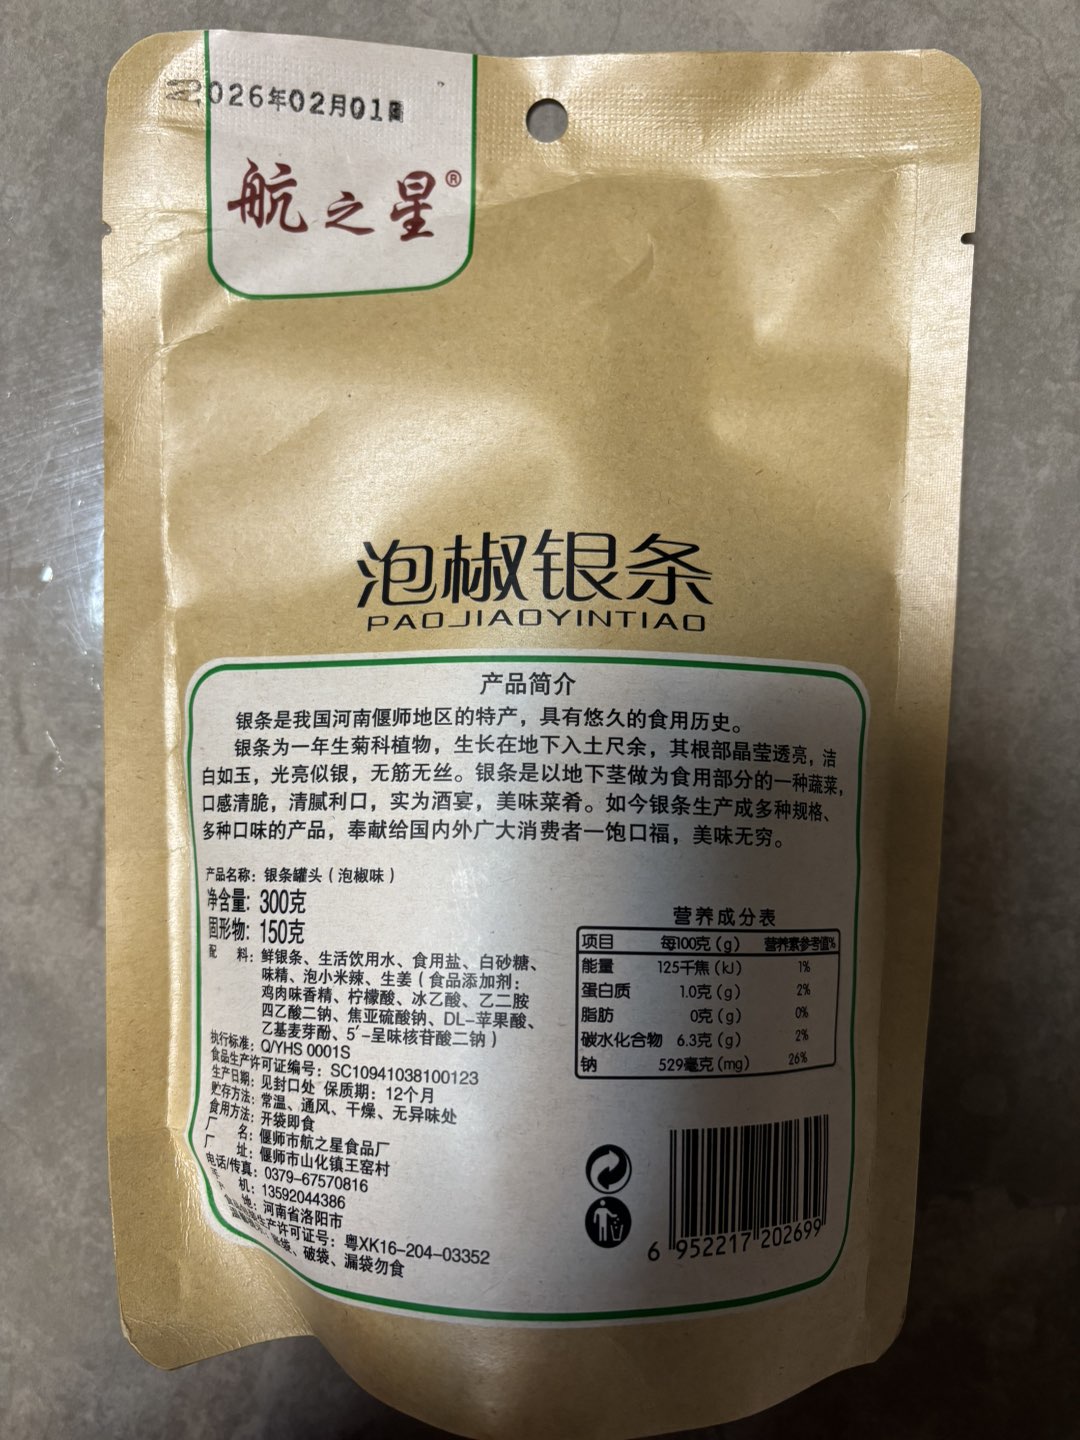 2026年02月01日
航之星®
泡椒银条
PAOJIAOYINTIAO
产品简介
银条是我国河南偃师地区的特产，具有悠久的食用历史。
银条为一年生菊科植物，生长在地下入土尺余，其根部晶莹透亮，洁
白如玉，光亮似银，无筋无丝。银条是以地下茎做为食用部分的一种蔬菜，
口感清脆，清腻利口，实为酒宴，美味菜肴。如今银条生产成多种规格、
多种口味的产品，奉献给国内外广大消费者一饱口福，美味无穷。
产品名称：银条罐头（泡椒味）
净含量：300克
固形物：150克
配 料：鲜银条、生活饮用水、食用盐、白砂糖、
味精、泡小米辣、生姜（食品添加剂：
鸡肉味香精、柠檬酸、冰乙酸、乙二胺
四乙酸二钠、焦亚硫酸钠、DL-苹果酸、
乙基麦芽酚、5′-呈味核苷酸二钠）
执行标准：Q/YHS 0001S
食品生产许可证编号：SC10941038100123
生产日期：见封口处 保质期：12个月
贮存方法：常温、通风、干燥、无异味处
食用方法：开袋即食
厂 名：偃师市航之星食品厂
厂 址：偃师市山化镇王窑村
电话/传真：0379-67570816
机：13592044386
地：河南省洛阳市
生产许可证号：粤XK16-204-03352
胀袋、破袋、漏袋勿食
营养成分表
项目 每100克（g） 营养素参考值%
能量 125千焦（kJ） 1%
蛋白质 1.0克（g） 2%
脂肪 0克（g） 0%
碳水化合物 6.3克（g） 2%
钠 529毫克（mg） 26%
6 952217 202699